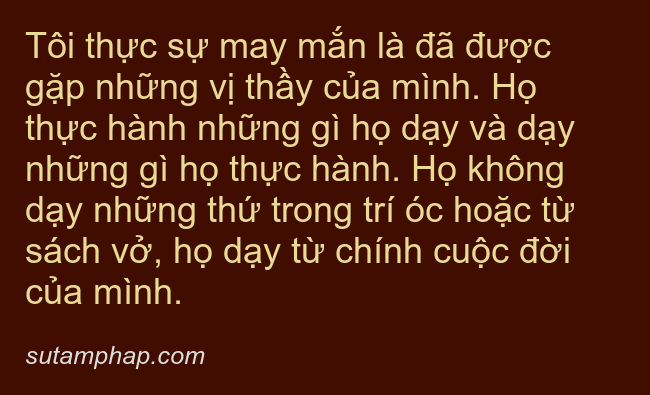 Tôi thực sự may mắn là đã được
gặp những vị thầy của mình. Họ
thực hành những gì họ dạy và dạy
những gì họ thực hành. Họ không
dạy những thứ trong trí óc hoặc từ
sách vở, họ dạy từ chính cuộc đời
của mình.
sutamphap.com